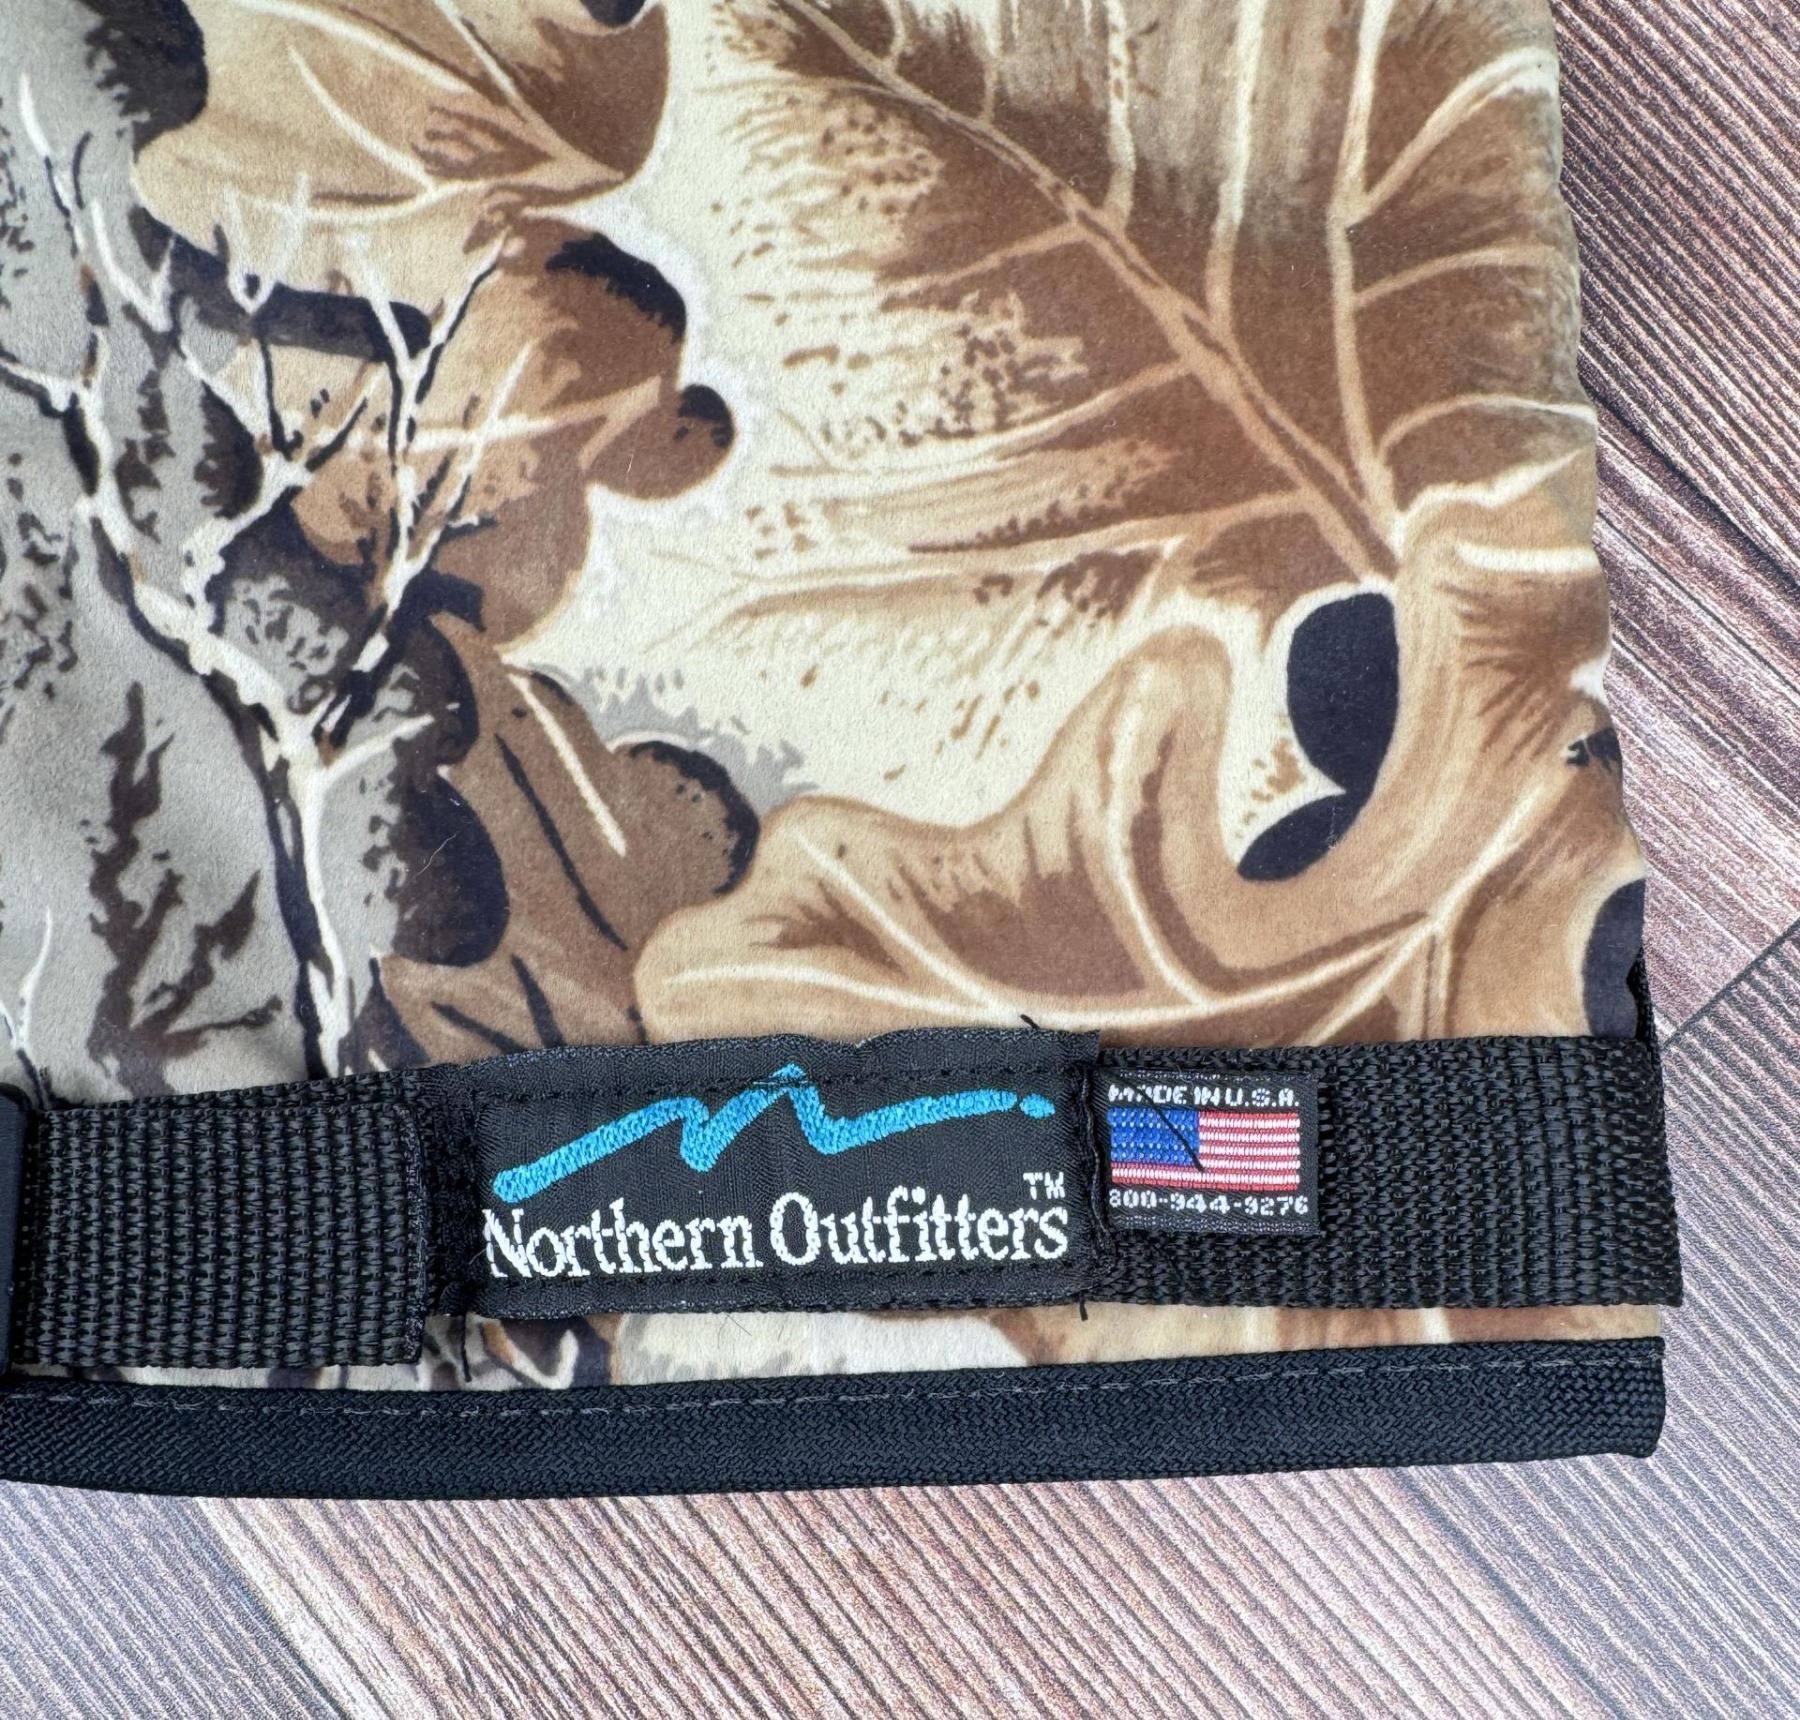 Northern Outfitters™
MADE IN U.S.A.
800-944-9276